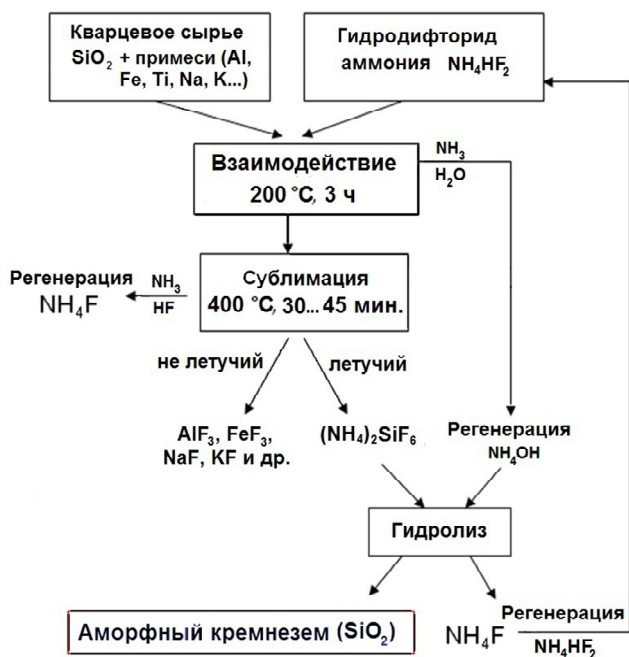 Кварцевое сырье
SiO₂ + примеси (Al,
Fe, Ti, Na, K...)
Гидродифторид
аммония NH₄HF₂
Взаимодействие
200 °C, 3 ч
NH₃
H₂O
Сублимация
400 °C, 30... 45 мин.
Регенерация
NH₄F
NH₃
HF
не летучий
летучий
AlF₃, FeF₃,
NaF, KF и др.
(NH₄)₂SiF₆
Регенерация
NH₄OH
Гидролиз
Аморфный кремнезем (SiO₂)
NH₄F
Регенерация
NH₄HF₂